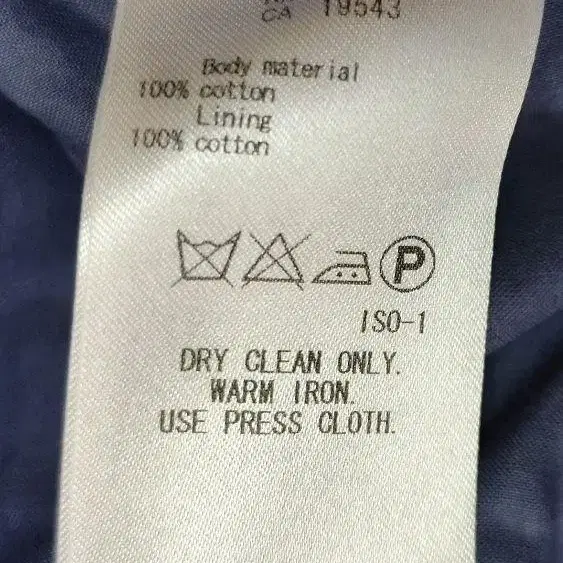 CA 19543
Body material
100% cotton
Lining
100% cotton
P
ISO-1
DRY CLEAN ONLY.
WARM IRON.
USE PRESS CLOTH.